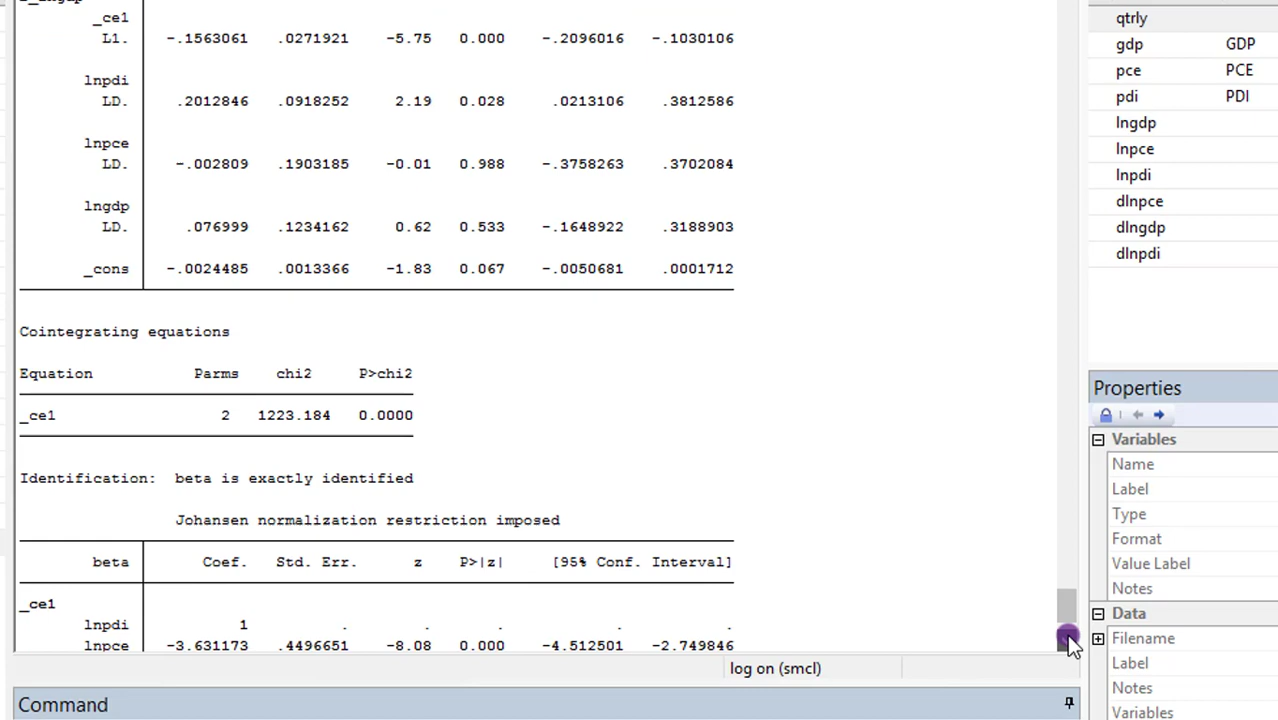 _ce1
L1. -.1563061 .0271921 -5.75 0.000 -.2096016 -.1030106
lnpdi
LD. .2012846 .0918252 2.19 0.028 .0213106 .3812586
lnpce
LD. -.002809 .1903185 -0.01 0.988 -.3758263 .3702084
lngdp
LD. .076999 .1234162 0.62 0.533 -.1648922 .3188903
_cons -.0024485 .0013366 -1.83 0.067 -.0050681 .0001712
Cointegrating equations
Equation Parms chi2 P>chi2
_ce1 2 1223.184 0.0000
Identification: beta is exactly identified
Johansen normalization restriction imposed
beta Coef. Std. Err. z P>|z| [95% Conf. Interval]
_ce1
lnpdi 1 . . . . .
lnpce -3.631173 .4496651 -8.08 0.000 -4.512501 -2.749846
log on (smcl)
Command
qtrly
gdp GDP
pce PCE
pdi PDI
lngdp
lnpce
lnpdi
dlnpce
dlngdp
dlnpdi
Properties
Variables
Name
Label
Type
Format
Value Label
Notes
Data
Filename
Label
Notes
Variables